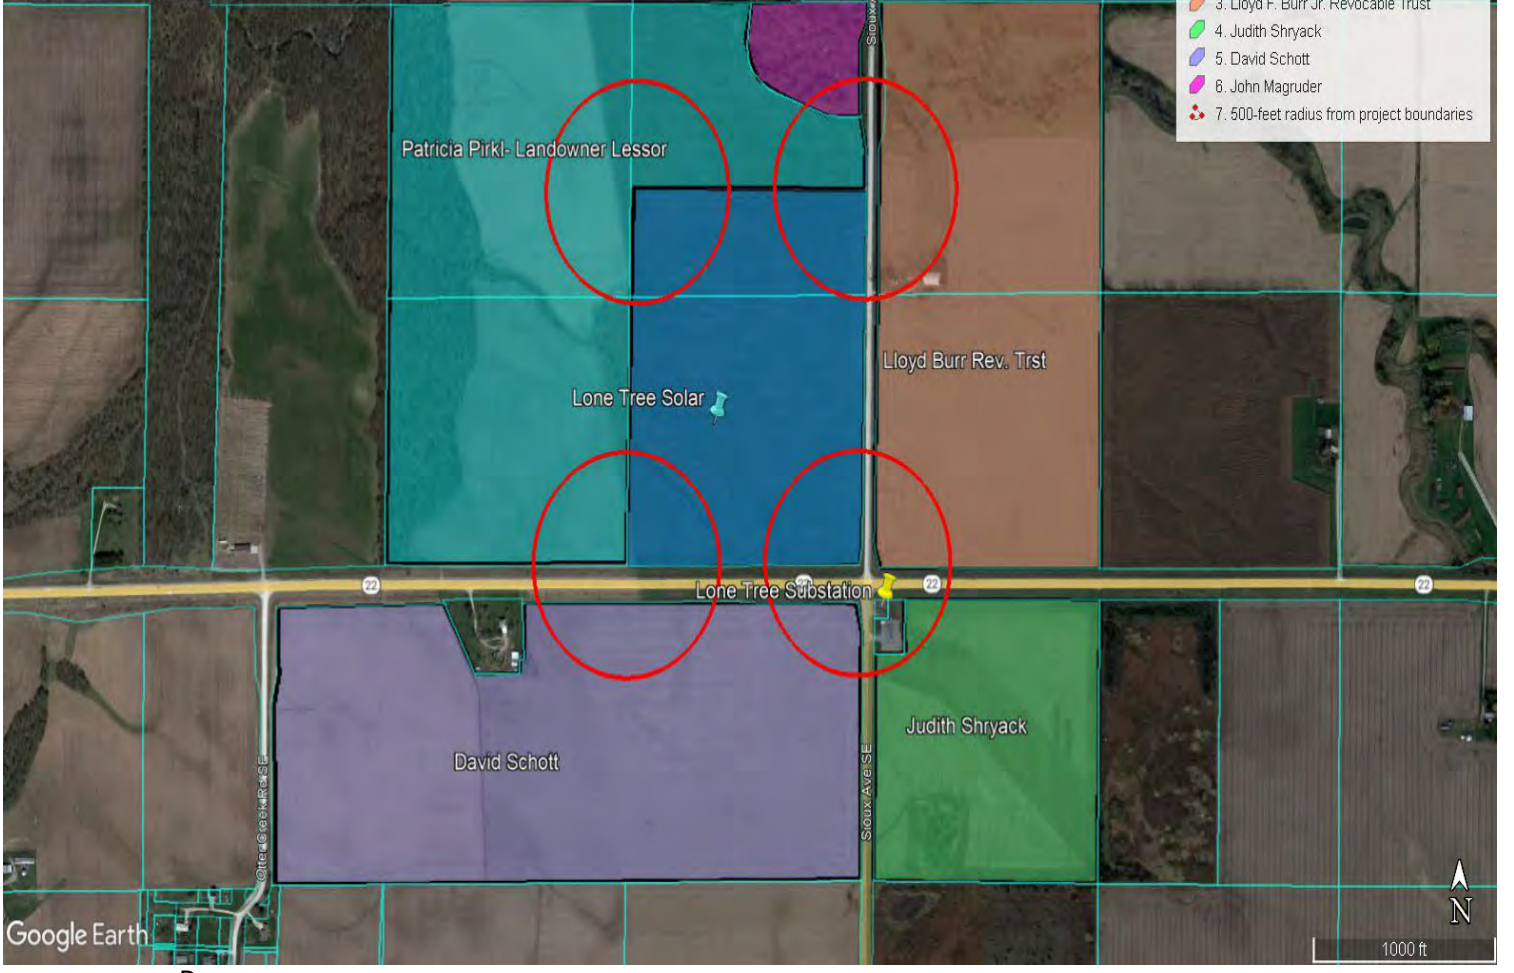 3. Lloyd F. Burr Jr. Revocable Trust
Sioux
4. Judith Shryack
5. David Schott
6. John Magruder
7. 500-feet radius from project boundaries
Patricia Pirkl- Landowner Lessor
Lloyd Burr Rev. Trst
Lone Tree Solar
22
Lone Tree Substation
22
22
Judith Shryack
David Schott
Sioux Ave SE
Otter Creek Rd SE
Google Earth
N
1000 ft